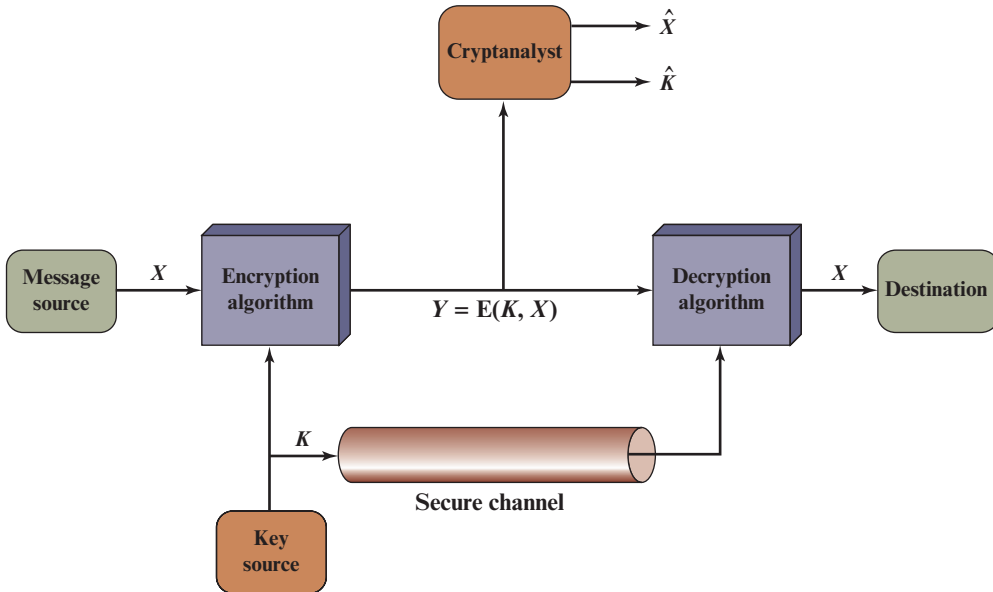 Cryptanalyst
X̂
K̂
Message
source
X
Encryption
algorithm
Y = E(K, X)
Decryption
algorithm
X
Destination
K
Secure channel
Key
source